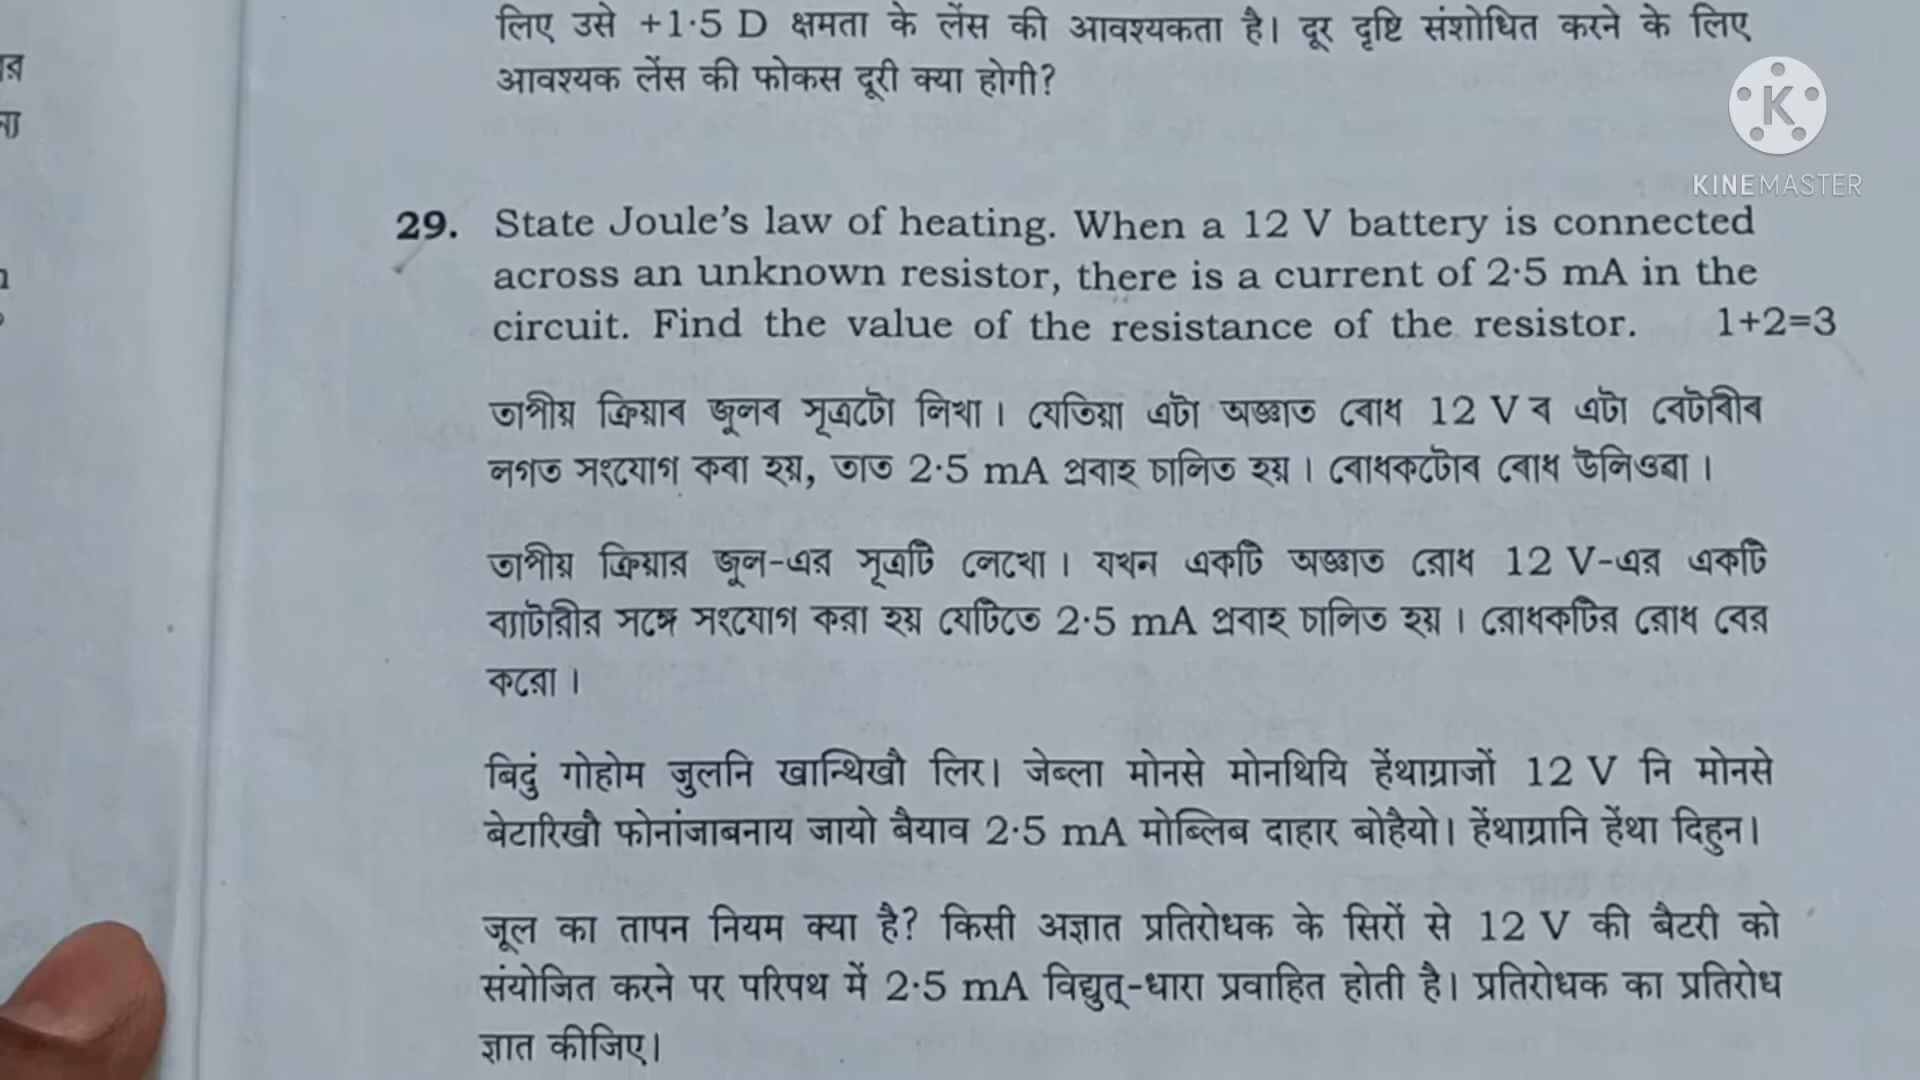 लिए उसे +1·5 D क्षमता के लेंस की आवश्यकता है। दूर दृष्टि संशोधित करने के लिए
आवश्यक लेंस की फोकस दूरी क्या होगी?
K
KINEMASTER
29. State Joule's law of heating. When a 12 V battery is connected
across an unknown resistor, there is a current of 2·5 mA in the
circuit. Find the value of the resistance of the resistor. 1+2=3
তাপীয় ক্রিয়াৰ জুলৰ সূত্ৰটো লিখা। যেতিয়া এটা অজ্ঞাত ৰোধ 12 V ৰ এটা বেটাৰীৰ
লগত সংযোগ কৰা হয়, তাত 2·5 mA প্ৰবাহ চালিত হয়। ৰোধকটোৰ ৰোধ উলিওৱা।
তাপীয় ক্রিয়ার জুল-এর সূত্রটি লেখো। যখন একটি অজ্ঞাত রোধ 12 V-এর একটি
ব্যাটারীর সঙ্গে সংযোগ করা হয় যেটিতে 2·5 mA প্রবাহ চালিত হয়। রোধকটির রোধ বের
করো।
बिदुं गोहोम जुलनि खान्थिखौ लिर। जेब्ला मोनसे मोनथियि हेंथाग्राजों 12 V नि मोनसे
बेटारिखौ फोनांजाबनाय जायो बैयाव 2·5 mA मोब्लिब दाहार बोहैयो। हेंथाग्रानि हेंथा दिहुन।
जूल का तापन नियम क्या है? किसी अज्ञात प्रतिरोधक के सिरों से 12 V की बैटरी को
संयोजित करने पर परिपथ में 2·5 mA विद्युत्-धारा प्रवाहित होती है। प्रतिरोधक का प्रतिरोध
ज्ञात कीजिए।